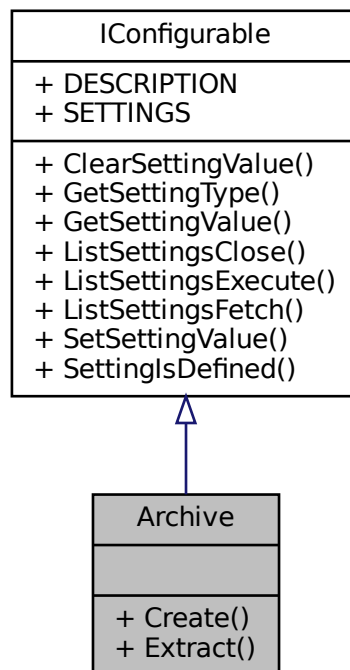 IConfigurable
+ DESCRIPTION
+ SETTINGS
+ ClearSettingValue()
+ GetSettingType()
+ GetSettingValue()
+ ListSettingsClose()
+ ListSettingsExecute()
+ ListSettingsFetch()
+ SetSettingValue()
+ SettingIsDefined()
Archive
+ Create()
+ Extract()